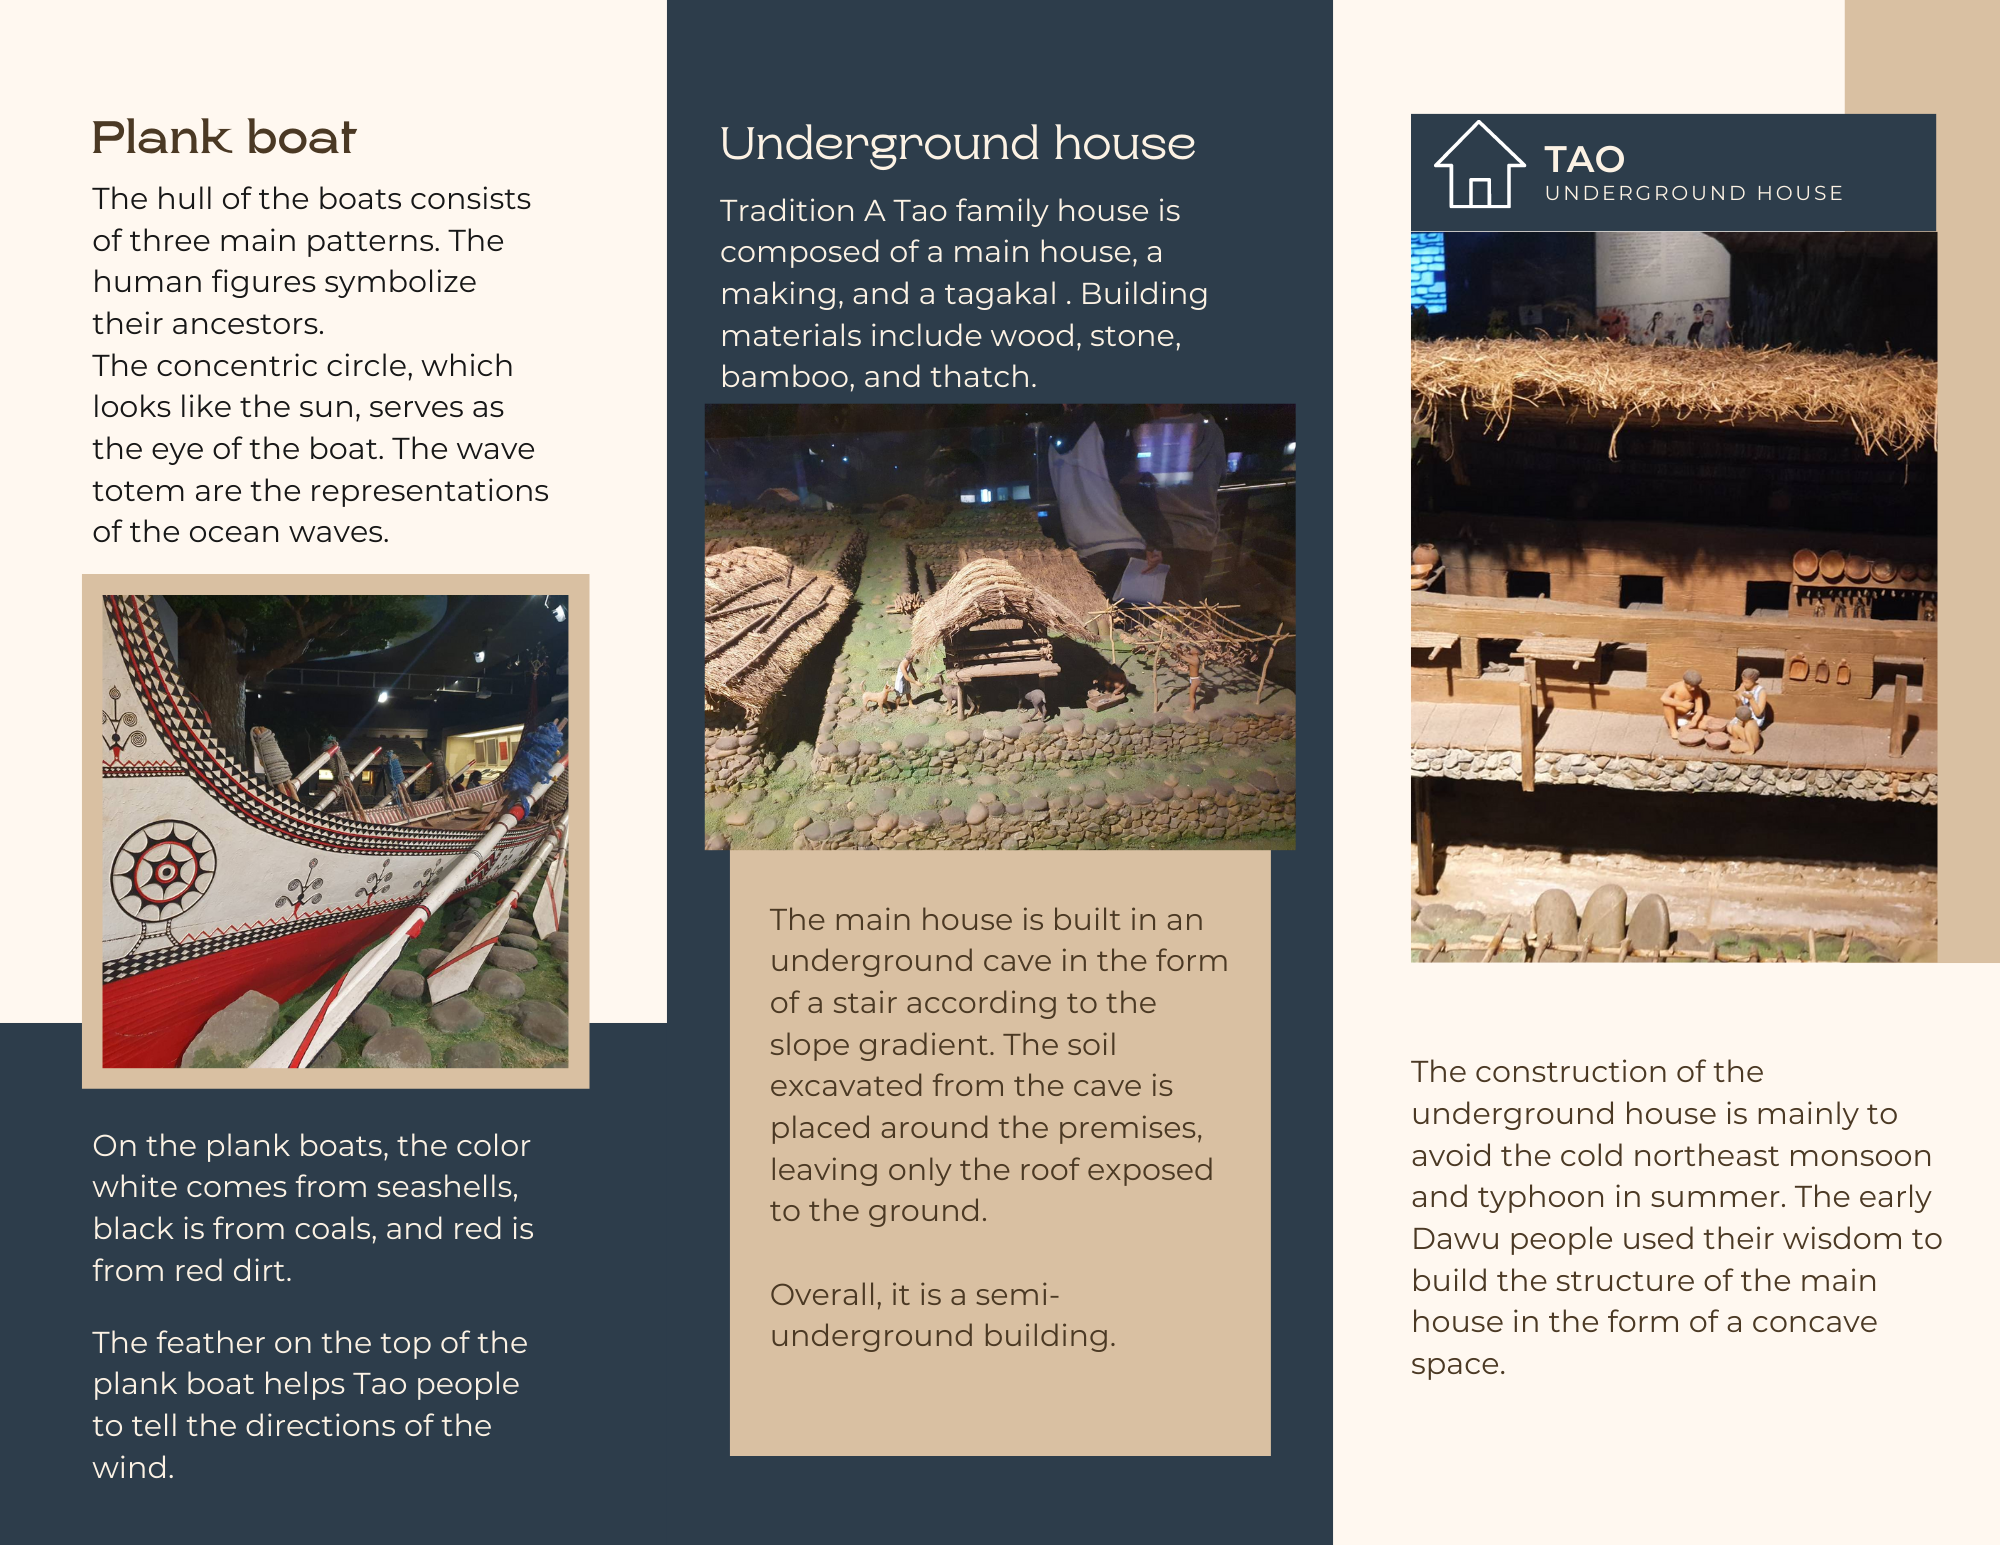 Plank boat
The hull of the boats consists
of three main patterns. The
human figures symbolize
their ancestors.
The concentric circle, which
looks like the sun, serves as
the eye of the boat. The wave
totem are the representations
of the ocean waves.
On the plank boats, the color
white comes from seashells,
black is from coals, and red is
from red dirt.
The feather on the top of the
plank boat helps Tao people
to tell the directions of the
wind.
Underground house
Tradition A Tao family house is
composed of a main house, a
making, and a tagakal . Building
materials include wood, stone,
bamboo, and thatch.
The main house is built in an
underground cave in the form
of a stair according to the
slope gradient. The soil
excavated from the cave is
placed around the premises,
leaving only the roof exposed
to the ground.
Overall, it is a semi-
underground building.
TAO
UNDERGROUND HOUSE
The construction of the
underground house is mainly to
avoid the cold northeast monsoon
and typhoon in summer. The early
Dawu people used their wisdom to
build the structure of the main
house in the form of a concave
space.